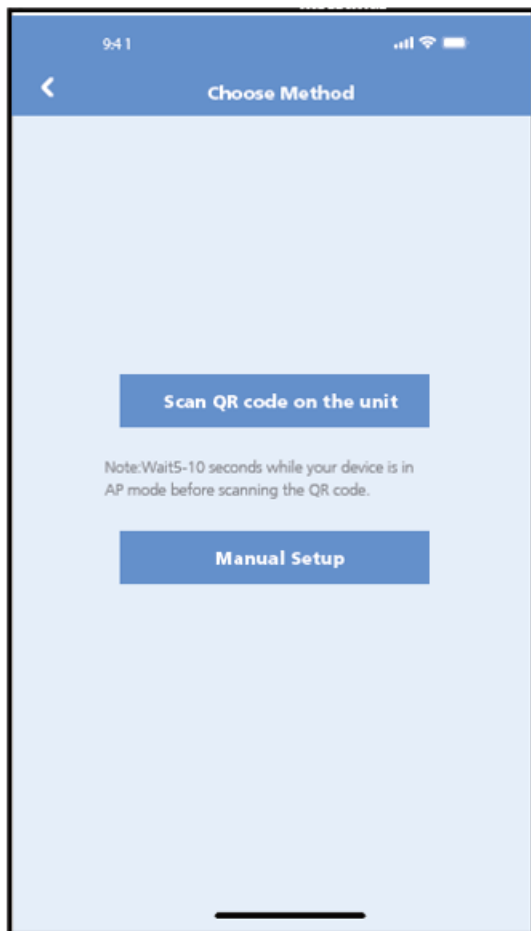 9:41
Choose Method
Scan QR code on the unit
Note:Wait5-10 seconds while your device is in
AP mode before scanning the QR code.
Manual Setup